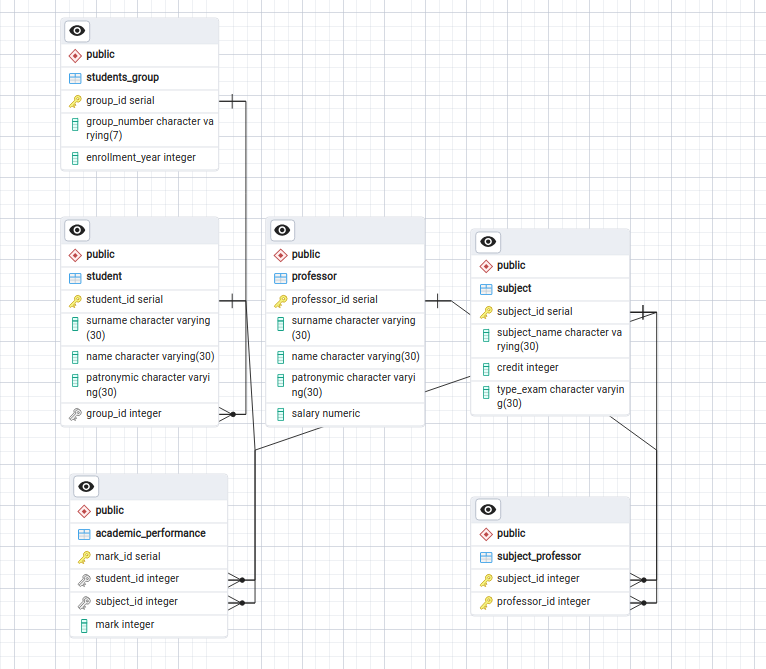 public
students_group
group_id serial
group_number character va
rying(7)
enrollment_year integer
public
student
student_id serial
surname character varying
(30)
name character varying(30)
patronymic character varyi
ng(30)
group_id integer
public
professor
professor_id serial
surname character varying
(30)
name character varying(30)
patronymic character varyi
ng(30)
salary numeric
public
subject
subject_id serial
subject_name character va
rying(30)
credit integer
type_exam character varyin
g(30)
public
academic_performance
mark_id serial
student_id integer
subject_id integer
mark integer
public
subject_professor
subject_id integer
professor_id integer